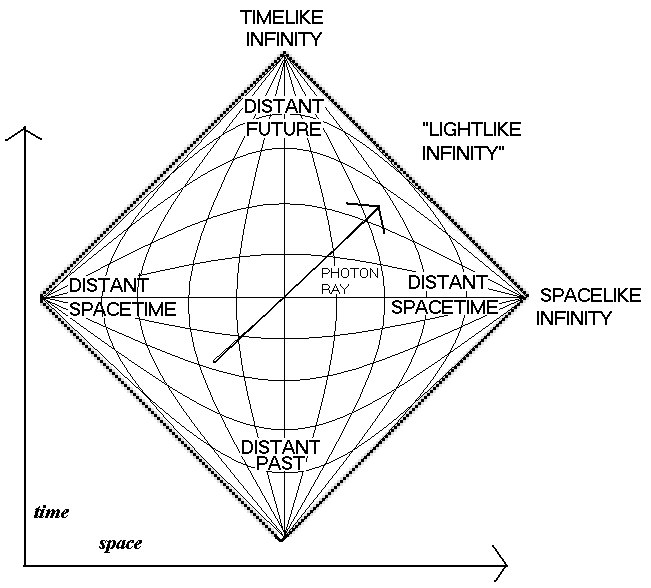 TIMELIKE
INFINITY
DISTANT
FUTURE
"LIGHTLIKE
INFINITY"
PHOTON
RAY
DISTANT
SPACETIME
DISTANT
SPACETIME
SPACELIKE
INFINITY
DISTANT
PAST
time
space